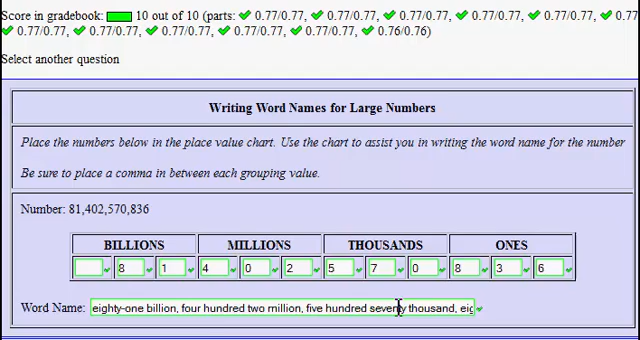 Score in gradebook: 10 out of 10 (parts: 0.77/0.77, 0.77/0.77, 0.77/0.77, 0.77/0.77, 0.77/0.77, 0.77
0.77/0.77, 0.77/0.77, 0.77/0.77, 0.77/0.77, 0.77/0.77, 0.76/0.76)
Select another question
Writing Word Names for Large Numbers
Place the numbers below in the place value chart. Use the chart to assist you in writing the word name for the number
Be sure to place a comma in between each grouping value.
Number: 81,402,570,836
BILLIONS MILLIONS THOUSANDS ONES
8 1 4 0 2 5 7 0 8 3 6
Word Name: eighty-one billion, four hundred two million, five hundred seventy thousand, eig